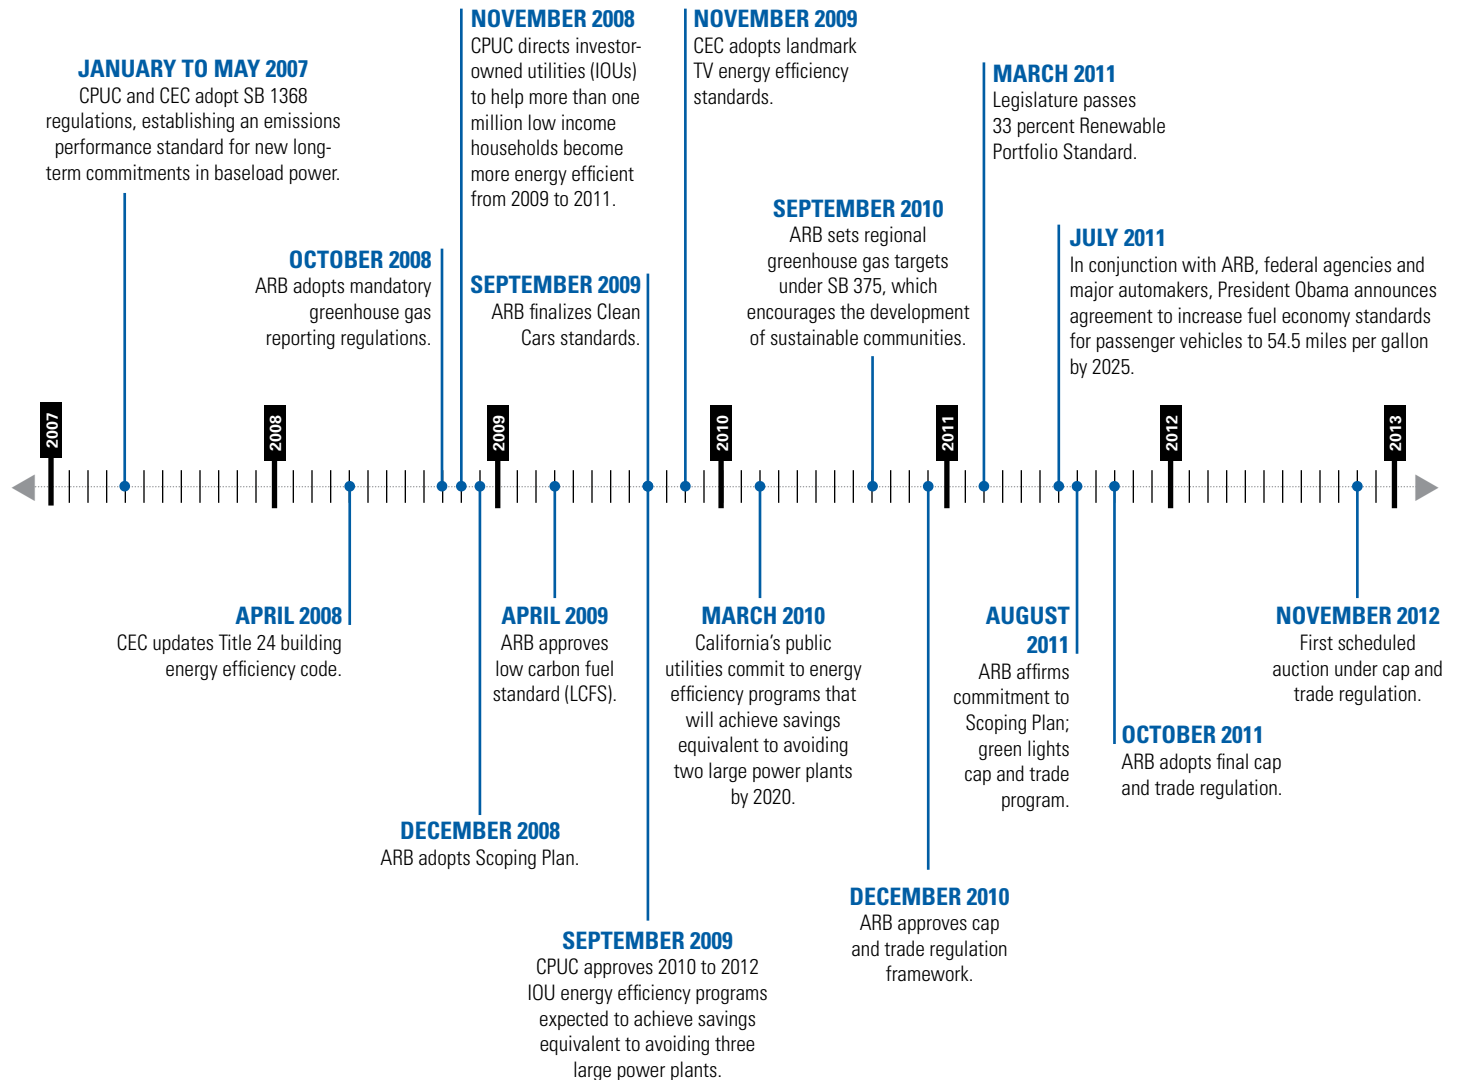 JANUARY TO MAY 2007
CPUC and CEC adopt SB 1368
regulations, establishing an emissions
performance standard for new long-
term commitments in baseload power.
OCTOBER 2008
ARB adopts mandatory
greenhouse gas
reporting regulations.
NOVEMBER 2008
CPUC directs investor-
owned utilities (IOUs)
to help more than one
million low income
households become
more energy efficient
from 2009 to 2011.
SEPTEMBER 2009
ARB finalizes Clean
Cars standards.
NOVEMBER 2009
CEC adopts landmark
TV energy efficiency
standards.
SEPTEMBER 2010
ARB sets regional
greenhouse gas targets
under SB 375, which
encourages the development
of sustainable communities.
MARCH 2011
Legislature passes
33 percent Renewable
Portfolio Standard.
JULY 2011
In conjunction with ARB, federal agencies and
major automakers, President Obama announces
agreement to increase fuel economy standards
for passenger vehicles to 54.5 miles per gallon
by 2025.
2007
2008
2009
2010
2011
2012
2013
APRIL 2008
CEC updates Title 24 building
energy efficiency code.
DECEMBER 2008
ARB adopts Scoping Plan.
APRIL 2009
ARB approves
low carbon fuel
standard (LCFS).
SEPTEMBER 2009
CPUC approves 2010 to 2012
IOU energy efficiency programs
expected to achieve savings
equivalent to avoiding three
large power plants.
MARCH 2010
California's public
utilities commit to energy
efficiency programs that
will achieve savings
equivalent to avoiding
two large power plants
by 2020.
DECEMBER 2010
ARB approves cap
and trade regulation
framework.
AUGUST
2011
ARB affirms
commitment to
Scoping Plan;
green lights
cap and trade
program.
OCTOBER 2011
ARB adopts final cap
and trade regulation.
NOVEMBER 2012
First scheduled
auction under cap and
trade regulation.